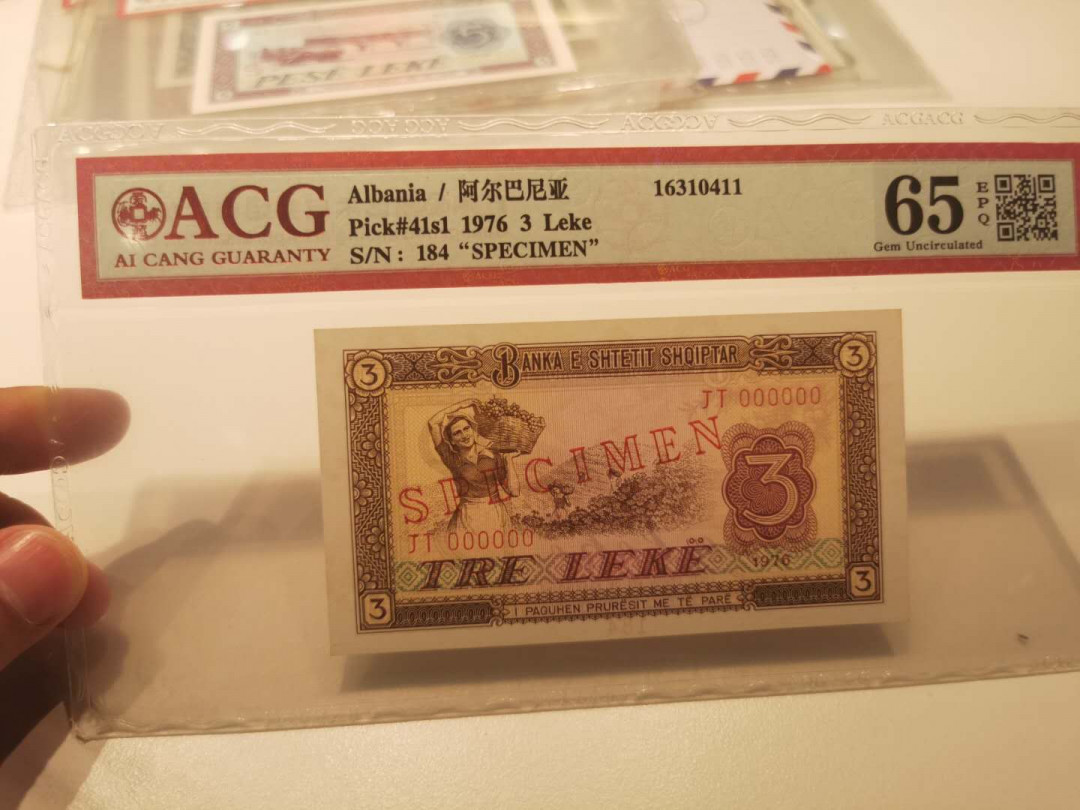 PESË LEKË
ACGACG
ACG
AI CANG GUARANTY
Albania / 阿尔巴尼亚
Pick#41s1 1976 3 Leke
S/N: 184 “SPECIMEN”
16310411
65
EPQ
Gem Uncirculated
3
BANKA E SHTETIT SHQIPTAR
3
JT 000000
SPECIMEN
3
JT 000000
TRE LEKË
1976
3
I PAGUHEN PRURËSIT ME TË PARË
3